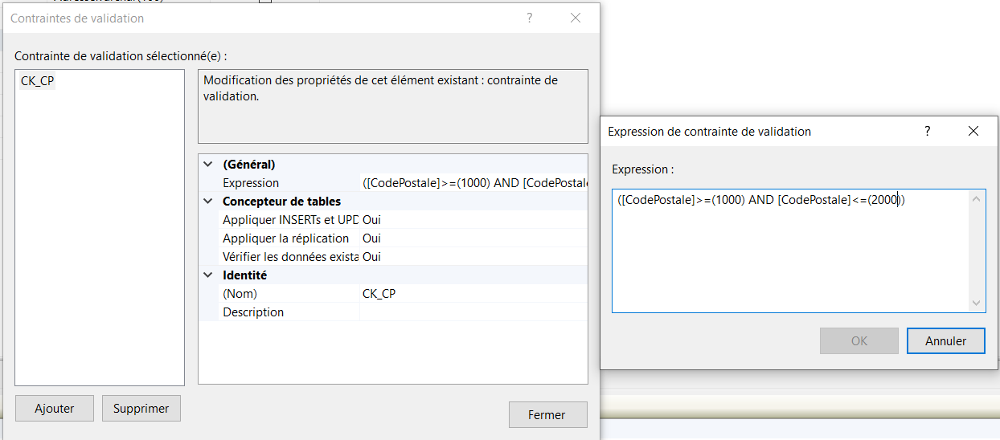 Contraintes de validation
?
Contrainte de validation sélectionné(e) :
CK_CP
Modification des propriétés de cet élément existant : contrainte de
validation.
(Général)
Expression ([CodePostale]>=(1000) AND [CodePostale
Concepteur de tables
Appliquer INSERTs et UPD Oui
Appliquer la réplication Oui
Vérifier les données exista Oui
Identité
(Nom) CK_CP
Description
Ajouter
Supprimer
Fermer
Expression de contrainte de validation
?
Expression :
([CodePostale]>=(1000) AND [CodePostale]<=(2000))
OK
Annuler